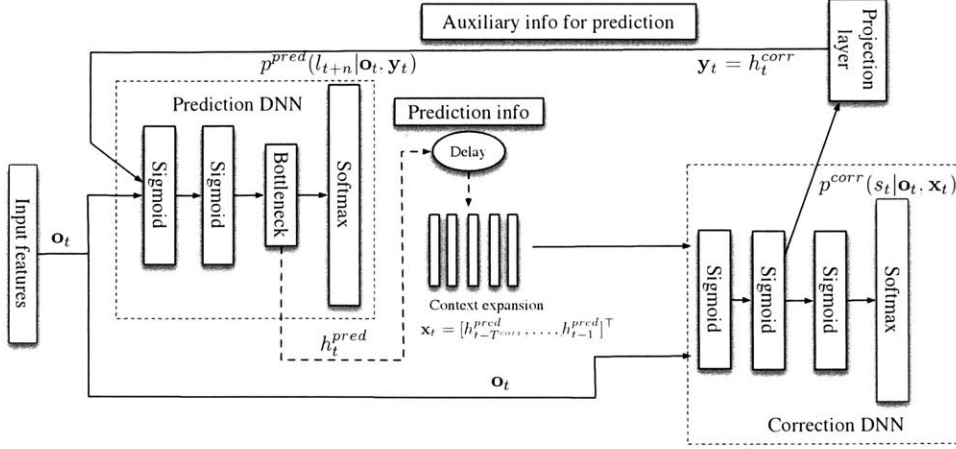 Auxiliary info for prediction
Projection layer
p^{pred}(l_{t+n}|o_t, y_t)
y_t = h_t^{corr}
Prediction DNN
Prediction info
Delay
Sigmoid
Sigmoid
Bottleneck
Softmax
Input features
o_t
p^{corr}(s_t|o_t, x_t)
Context expansion
x_t = [h_{t-T^{corr}}^{pred}, ..., h_{t-1}^{pred}]^⊤
Sigmoid
Sigmoid
Sigmoid
Softmax
h_t^{pred}
o_t
Correction DNN